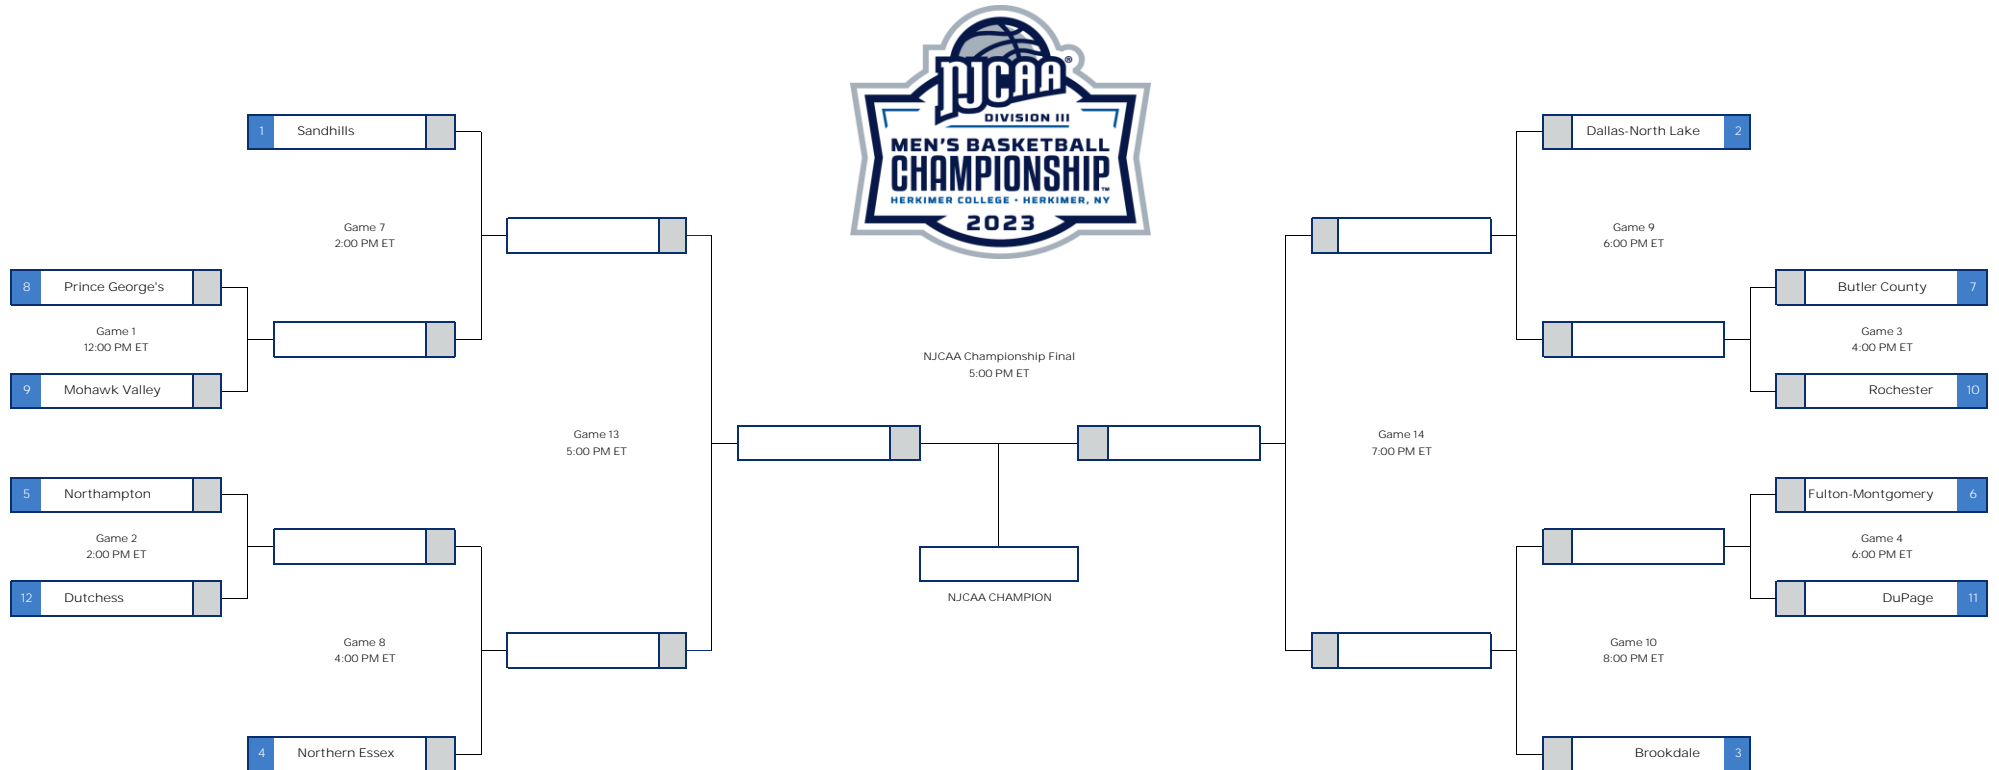 NJCAA®
DIVISION III
MEN'S BASKETBALL
CHAMPIONSHIP™
HERKIMER COLLEGE • HERKIMER, NY
2023
1 Sandhills
Game 7
2:00 PM ET
8 Prince George's
Game 1
12:00 PM ET
9 Mohawk Valley
5 Northampton
Game 2
2:00 PM ET
12 Dutchess
Game 8
4:00 PM ET
4 Northern Essex
Game 13
5:00 PM ET
NJCAA Championship Final
5:00 PM ET
NJCAA CHAMPION
Game 14
7:00 PM ET
Dallas-North Lake 2
Game 9
6:00 PM ET
Butler County 7
Game 3
4:00 PM ET
Rochester 10
Fulton-Montgomery 6
Game 4
6:00 PM ET
DuPage 11
Game 10
8:00 PM ET
Brookdale 3